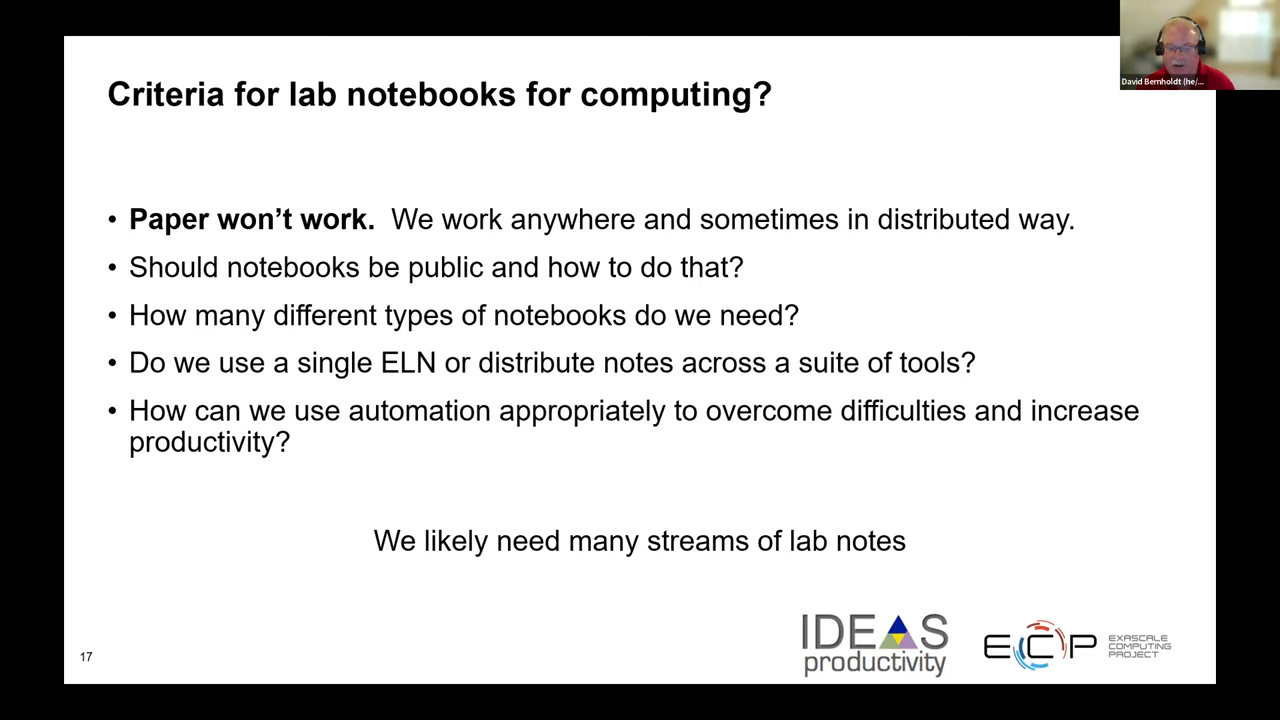 David Bernholdt (he/...
Criteria for lab notebooks for computing?
• Paper won’t work. We work anywhere and sometimes in distributed way.
• Should notebooks be public and how to do that?
• How many different types of notebooks do we need?
• Do we use a single ELN or distribute notes across a suite of tools?
• How can we use automation appropriately to overcome difficulties and increase
productivity?
We likely need many streams of lab notes
17
IDEAS
productivity
ECP
EXASCALE
COMPUTING
PROJECT